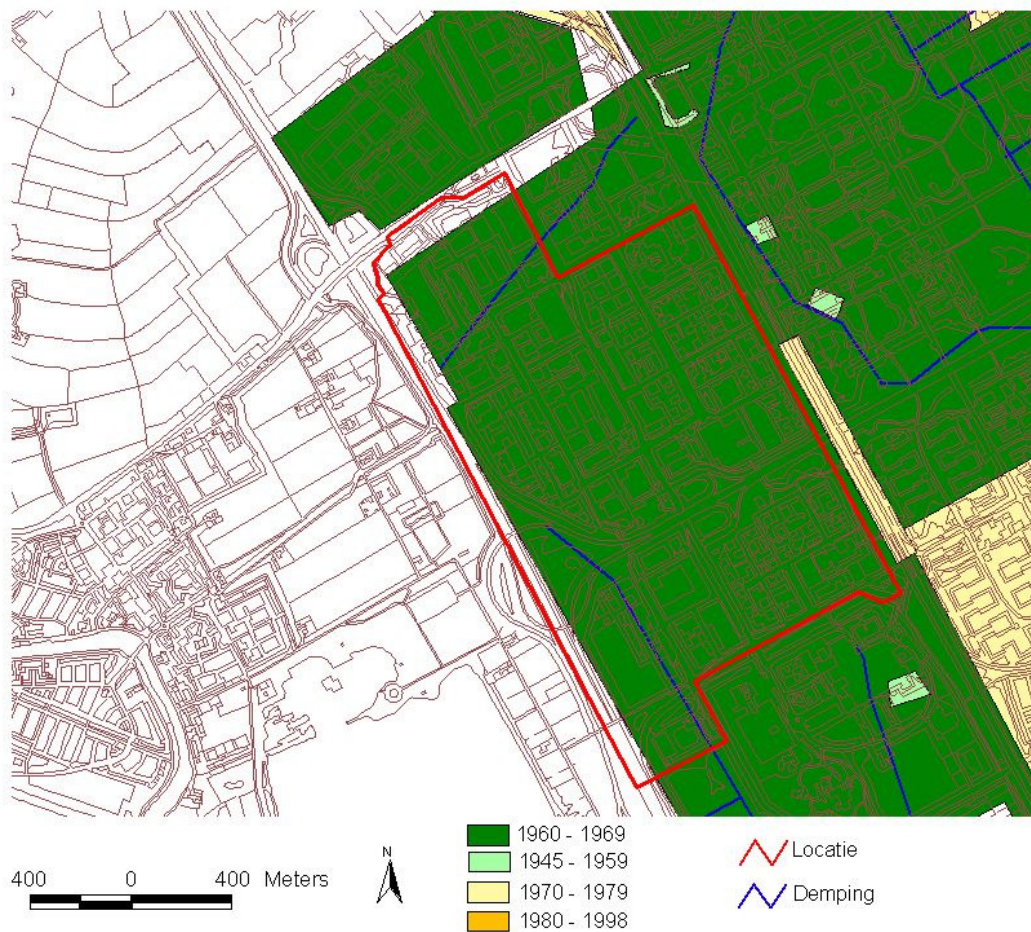 400 0 400 Meters
N
1960 - 1969
1945 - 1959
1970 - 1979
1980 - 1998
Locatie
Demping